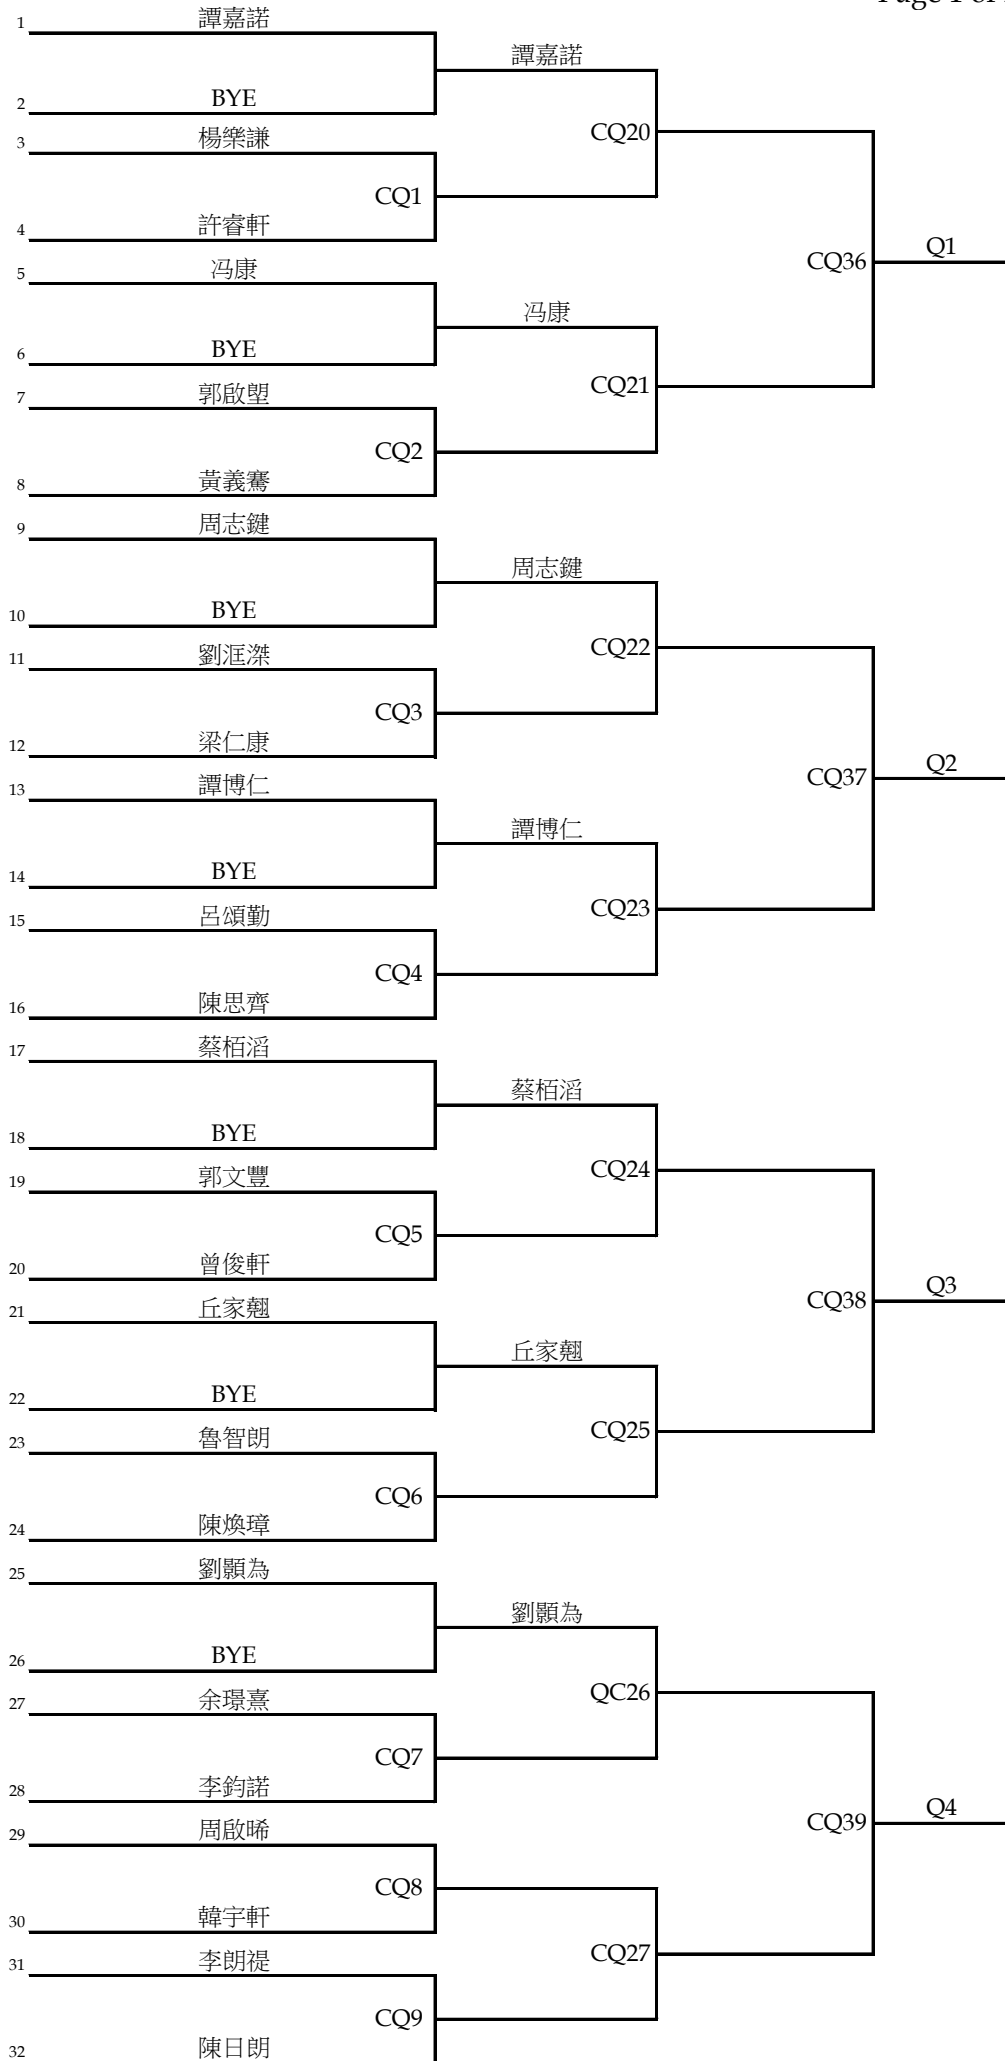 Page 1 of
1 譚嘉諾
譚嘉諾
2 BYE
CQ20
3 楊樂謙
CQ1
4 許睿軒
Q1
CQ36
5 冯康
冯康
6 BYE
CQ21
7 郭啟堲
CQ2
8 黃義騫
9 周志鍵
周志鍵
10 BYE
CQ22
11 劉洭滐
CQ3
12 梁仁康
Q2
CQ37
13 譚博仁
譚博仁
14 BYE
CQ23
15 呂頌勤
CQ4
16 陳思齊
17 蔡栢滔
蔡栢滔
18 BYE
CQ24
19 郭文豐
CQ5
20 曾俊軒
Q3
CQ38
21 丘家翹
丘家翹
22 BYE
CQ25
23 魯智朗
CQ6
24 陳煥璋
25 劉顥為
劉顥為
26 BYE
QC26
27 余璟熹
CQ7
28 李鈞諾
Q4
CQ39
29 周啟晞
CQ8
30 韓宇軒
CQ27
31 李朗禔
CQ9
32 陳日朗